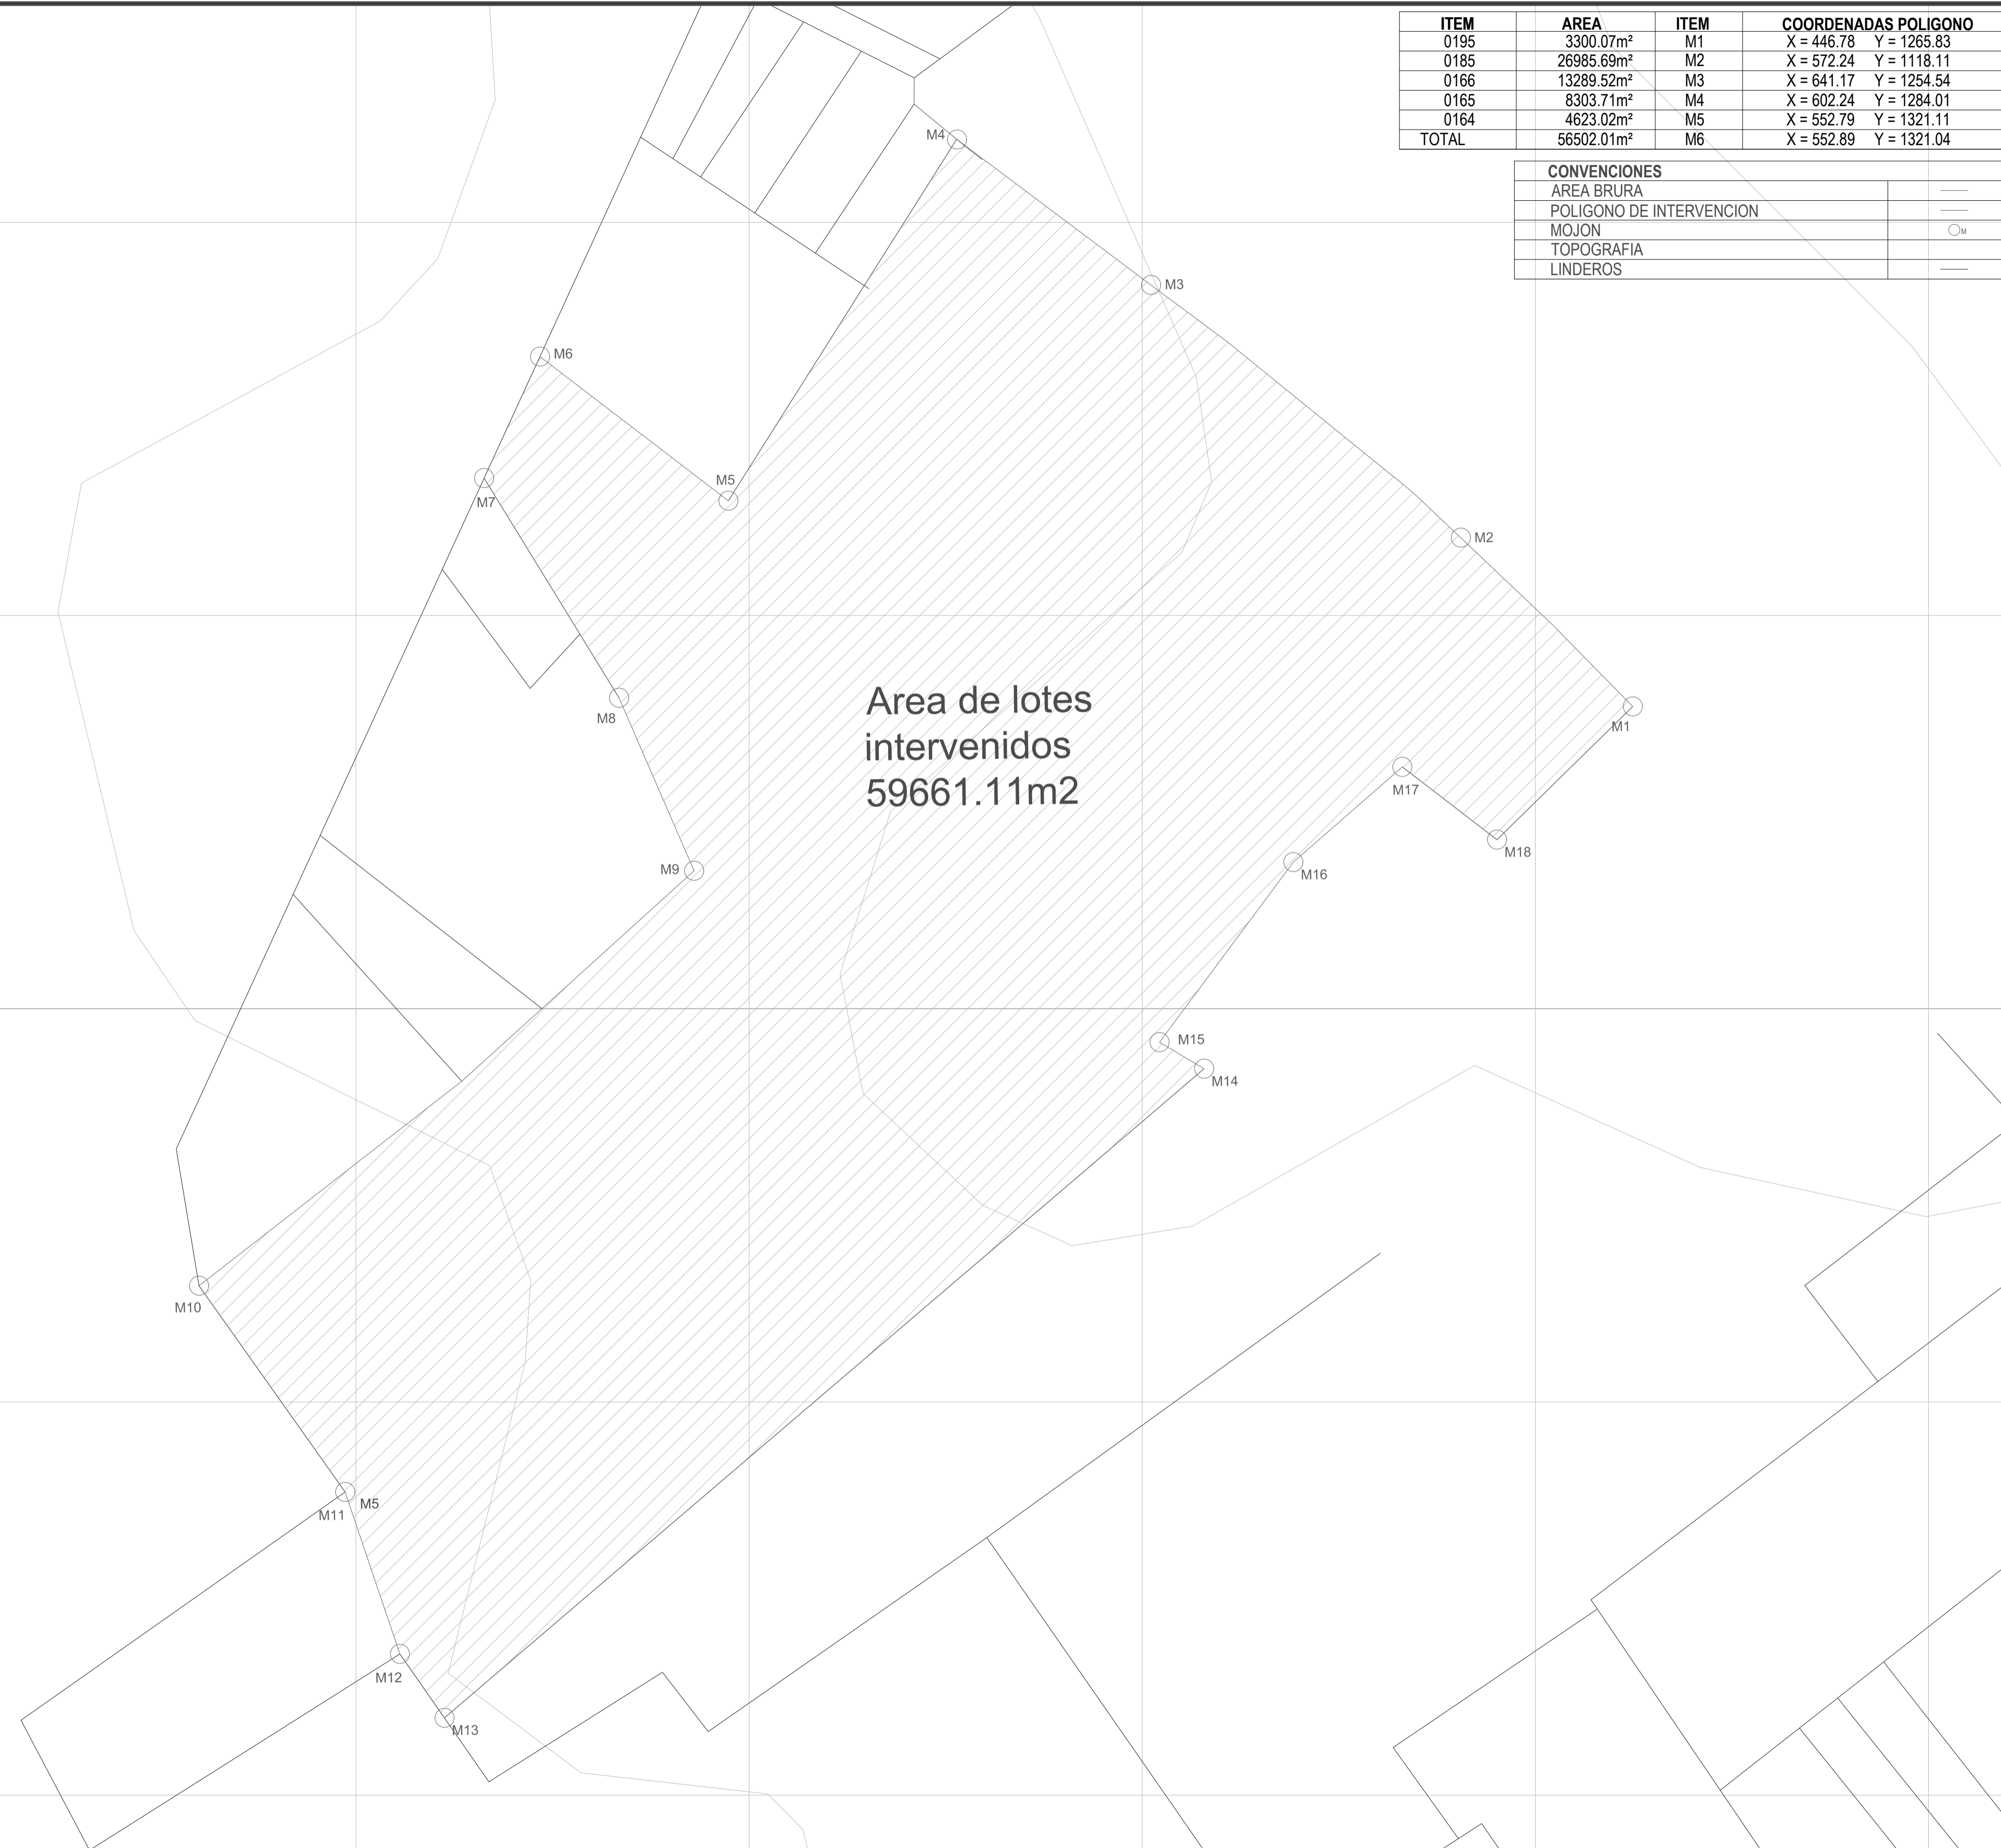 ITEM AREA ITEM COORDENADAS POLIGONO
0195 3300.07m² M1 X = 446.78 Y = 1265.83
0185 26985.69m² M2 X = 572.24 Y = 1118.11
0166 13289.52m² M3 X = 641.17 Y = 1254.54
0165 8303.71m² M4 X = 602.24 Y = 1284.01
0164 4623.02m² M5 X = 552.79 Y = 1321.11
TOTAL 56502.01m² M6 X = 552.89 Y = 1321.04
CONVENCIONES
AREA BRURA
POLIGONO DE INTERVENCION
MOJON M
TOPOGRAFIA
LINDEROS
M4
M3
M6
M5
M7
M2
Area de lotes
intervenidos
59661.11m2
M8
M1
M17
M18
M9
M16
M15
M14
M10
M5
M11
M12
M13